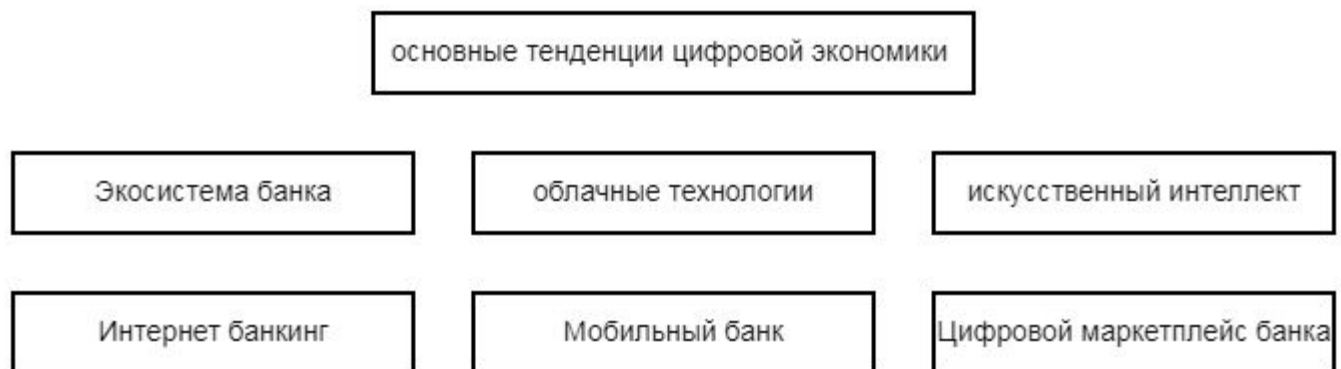 основные тенденции цифровой экономики
Экосистема банка
облачные технологии
искусственный интеллект
Интернет банкинг
Мобильный банк
Цифровой маркетплейс банка